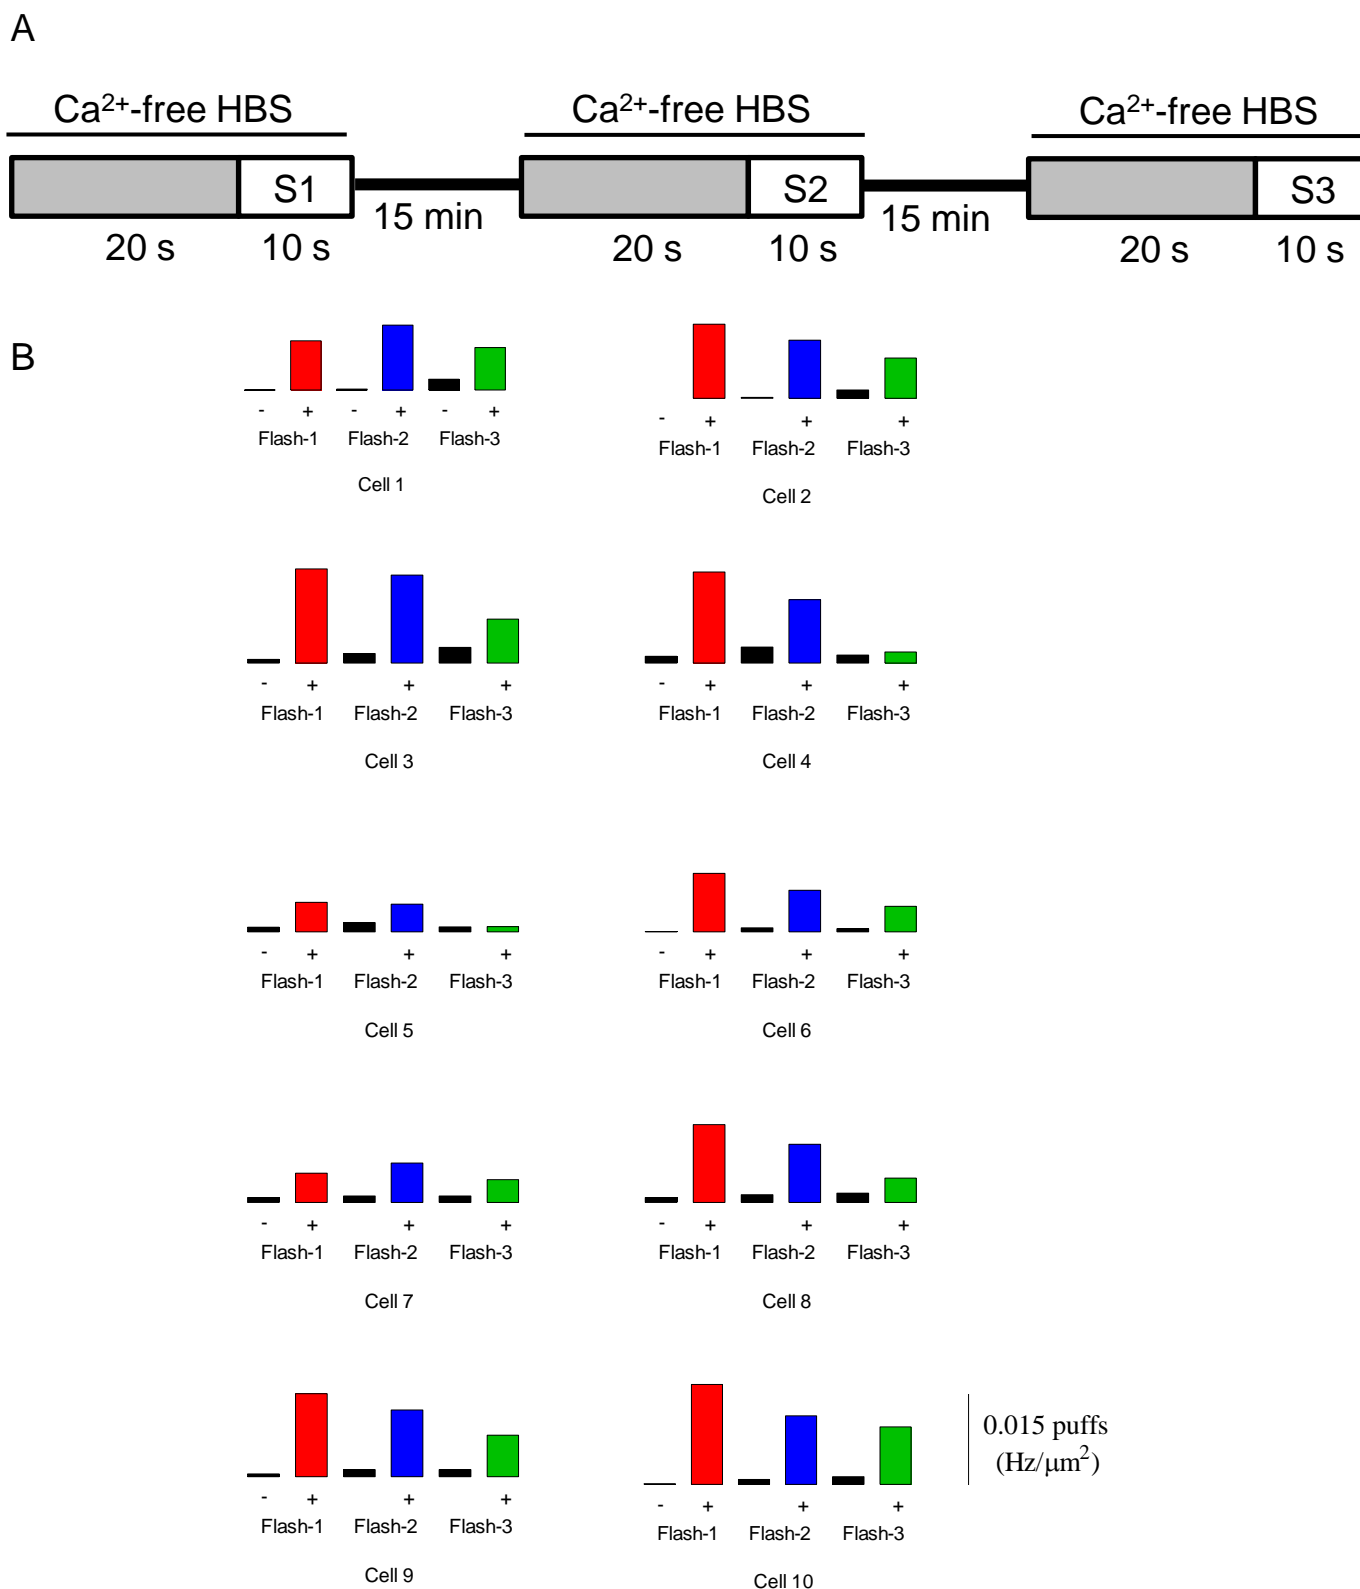 A
Ca²⁺-free HBS Ca²⁺-free HBS Ca²⁺-free HBS
S1 S2 S3
15 min 15 min
20 s 10 s 20 s 10 s 20 s 10 s
B
- + - + - +
Flash-1 Flash-2 Flash-3
Cell 1
- + + +
Flash-1 Flash-2 Flash-3
Cell 2
- + + +
Flash-1 Flash-2 Flash-3
Cell 3
- + + +
Flash-1 Flash-2 Flash-3
Cell 4
- + + +
Flash-1 Flash-2 Flash-3
Cell 5
- + + +
Flash-1 Flash-2 Flash-3
Cell 6
- + + +
Flash-1 Flash-2 Flash-3
Cell 7
- + + +
Flash-1 Flash-2 Flash-3
Cell 8
- + + +
Flash-1 Flash-2 Flash-3
Cell 9
- + + +
Flash-1 Flash-2 Flash-3
Cell 10
0.015 puffs
(Hz/μm²)